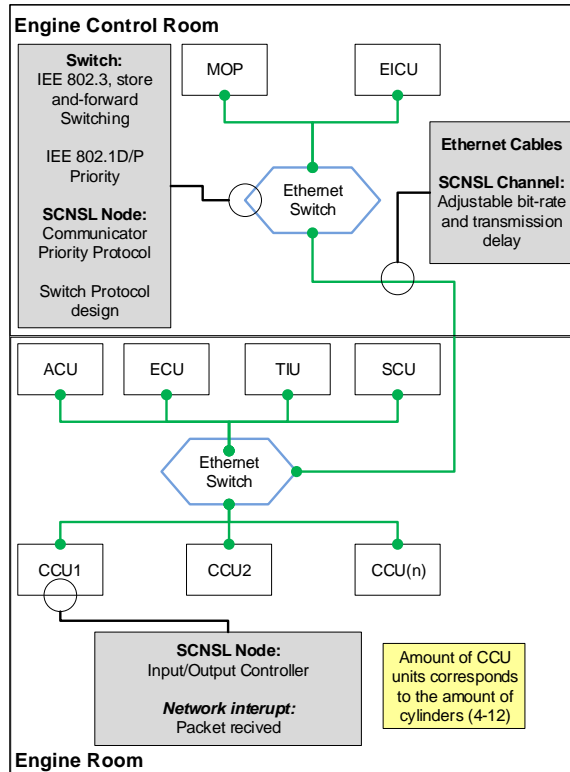 Engine Control Room
Switch:
IEE 802.3, store
and-forward
Switching
IEE 802.1D/P
Priority
SCNSL Node:
Communicator
Priority Protocol
Switch Protocol
design
MOP
EICU
Ethernet
Switch
Ethernet Cables
SCNSL Channel:
Adjustable bit-rate
and transmission
delay
ACU
ECU
TIU
SCU
Ethernet
Switch
CCU1
CCU2
CCU(n)
SCNSL Node:
Input/Output Controller
Network interupt:
Packet recived
Amount of CCU
units corresponds
to the amount of
cylinders (4-12)
Engine Room